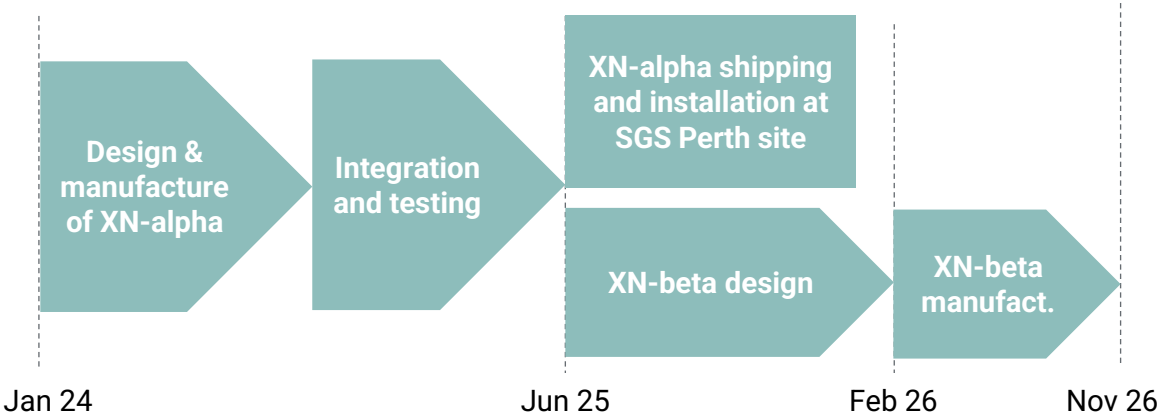 Design &
manufacture
of XN-alpha
Integration
and testing
XN-alpha shipping
and installation at
SGS Perth site
XN-beta design
XN-beta
manufact.
Jan 24
Jun 25
Feb 26
Nov 26